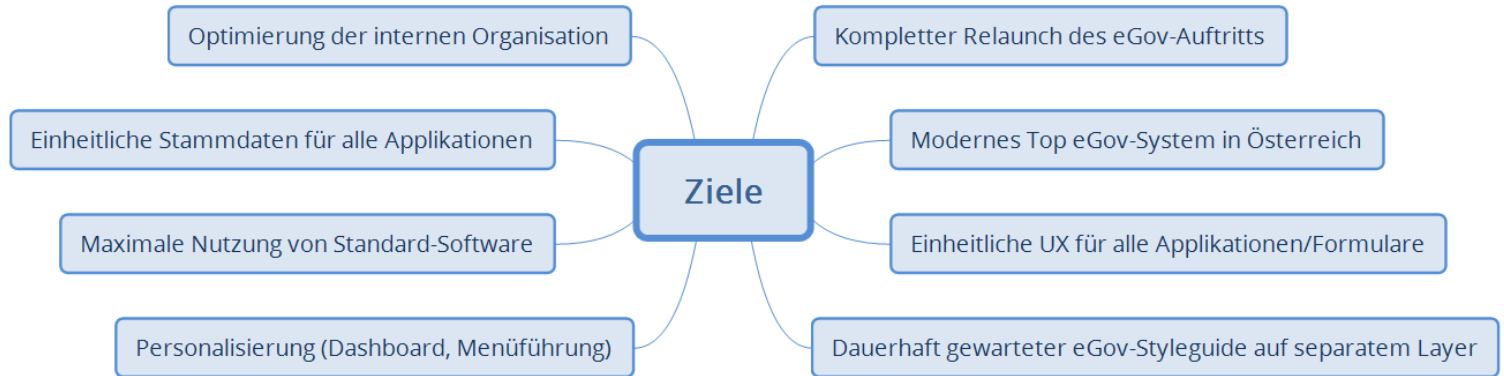 Optimierung der internen Organisation
Kompletter Relaunch des eGov-Auftritts
Einheitliche Stammdaten für alle Applikationen
Modernes Top eGov-System in Österreich
Ziele
Maximale Nutzung von Standard-Software
Einheitliche UX für alle Applikationen/Formulare
Personalisierung (Dashboard, Menüführung)
Dauerhaft gewarteter eGov-Styleguide auf separatem Layer